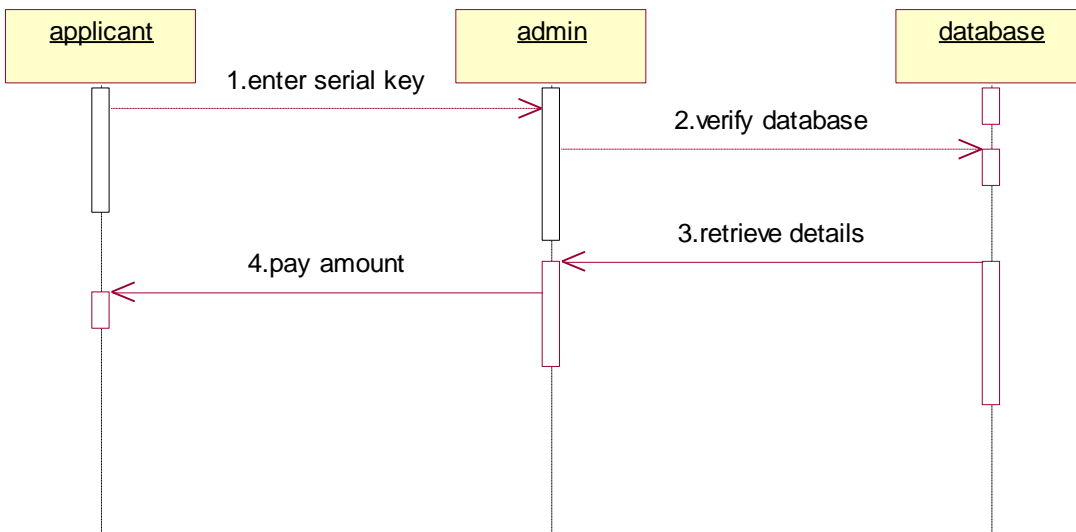 applicant
admin
database
1.enter serial key
2.verify database
3.retrieve details
4.pay amount